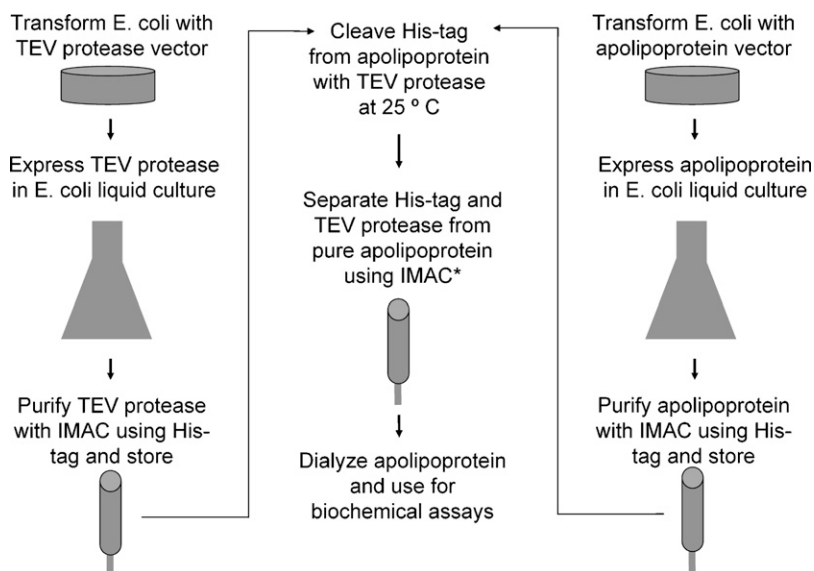 Transform E. coli with
TEV protease vector
Express TEV protease
in E. coli liquid culture
Purify TEV protease
with IMAC using His-
tag and store
Cleave His-tag
from apolipoprotein
with TEV protease
at 25 º C
Separate His-tag and
TEV protease from
pure apolipoprotein
using IMAC*
Dialyze apolipoprotein
and use for
biochemical assays
Transform E. coli with
apolipoprotein vector
Express apolipoprotein
in E. coli liquid culture
Purify apolipoprotein
with IMAC using His-
tag and store